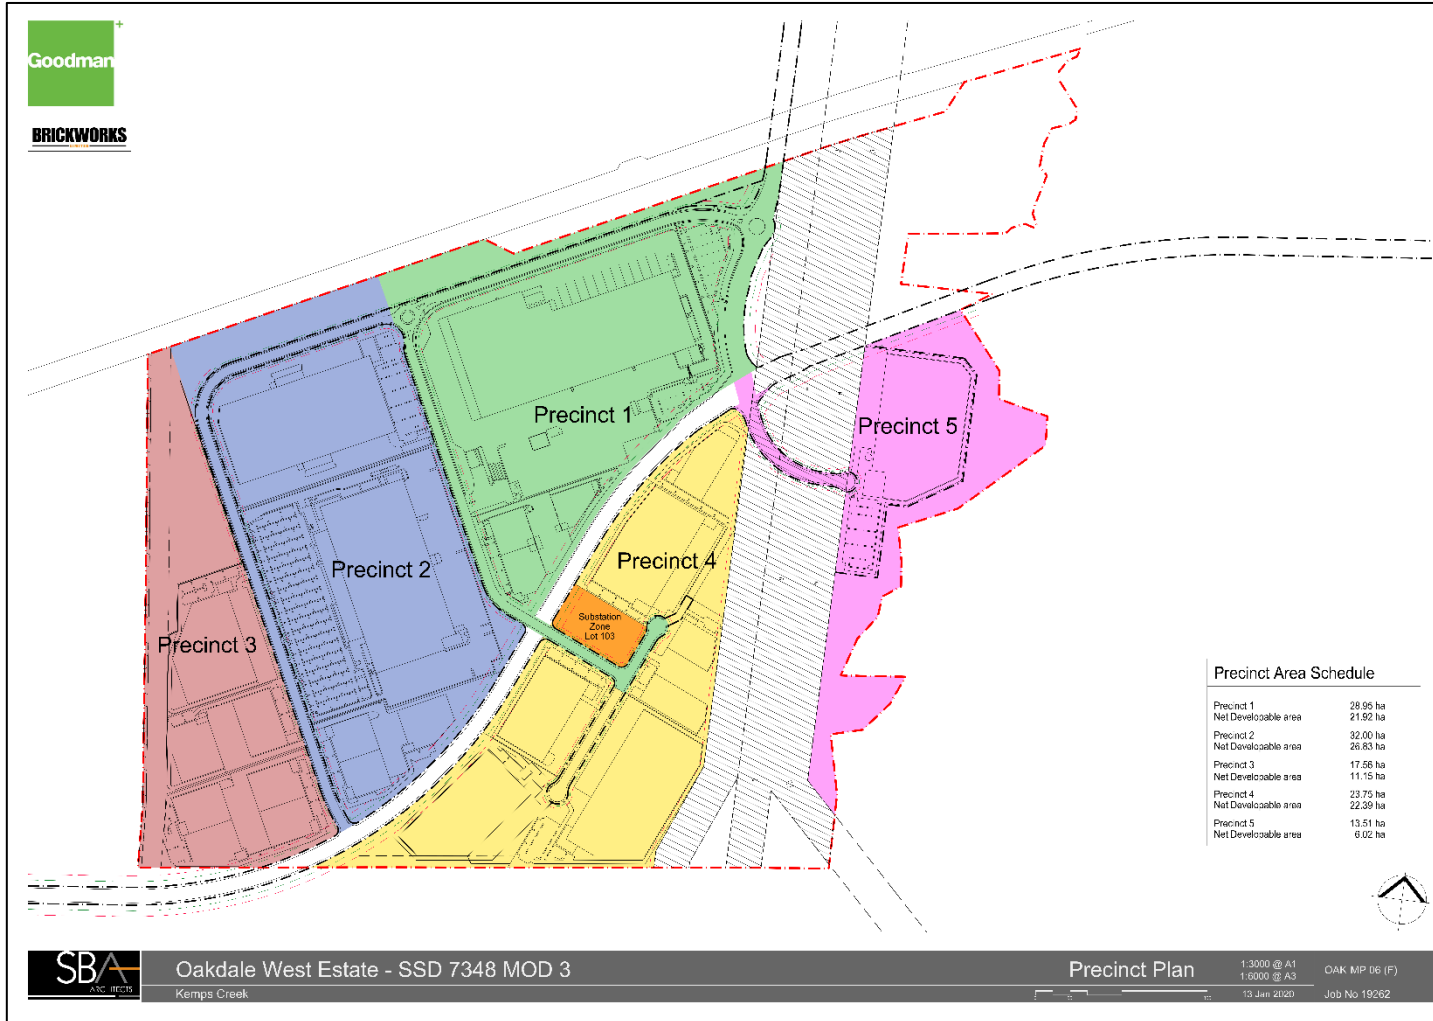 Goodman
BRICKWORKS
Precinct 1
Precinct 5
Precinct 4
Precinct 2
Substation
Zone
Lot 103
Precinct 3
Precinct Area Schedule
Precinct 1 28.95 ha
Net Developable area 21.92 ha
Precinct 2 32.00 ha
Net Developable area 26.83 ha
Precinct 3 17.56 ha
Net Developable area 11.15 ha
Precinct 4 23.75 ha
Net Developable area 22.39 ha
Precinct 5 13.51 ha
Net Developable area 6.02 ha
SBA
ARCHITECTS
Oakdale West Estate - SSD 7348 MOD 3
Kemps Creek
Precinct Plan
1:3000 @ A1
1:6000 @ A3
13 Jan 2020
OAK MP 06 (F)
Job No 19262